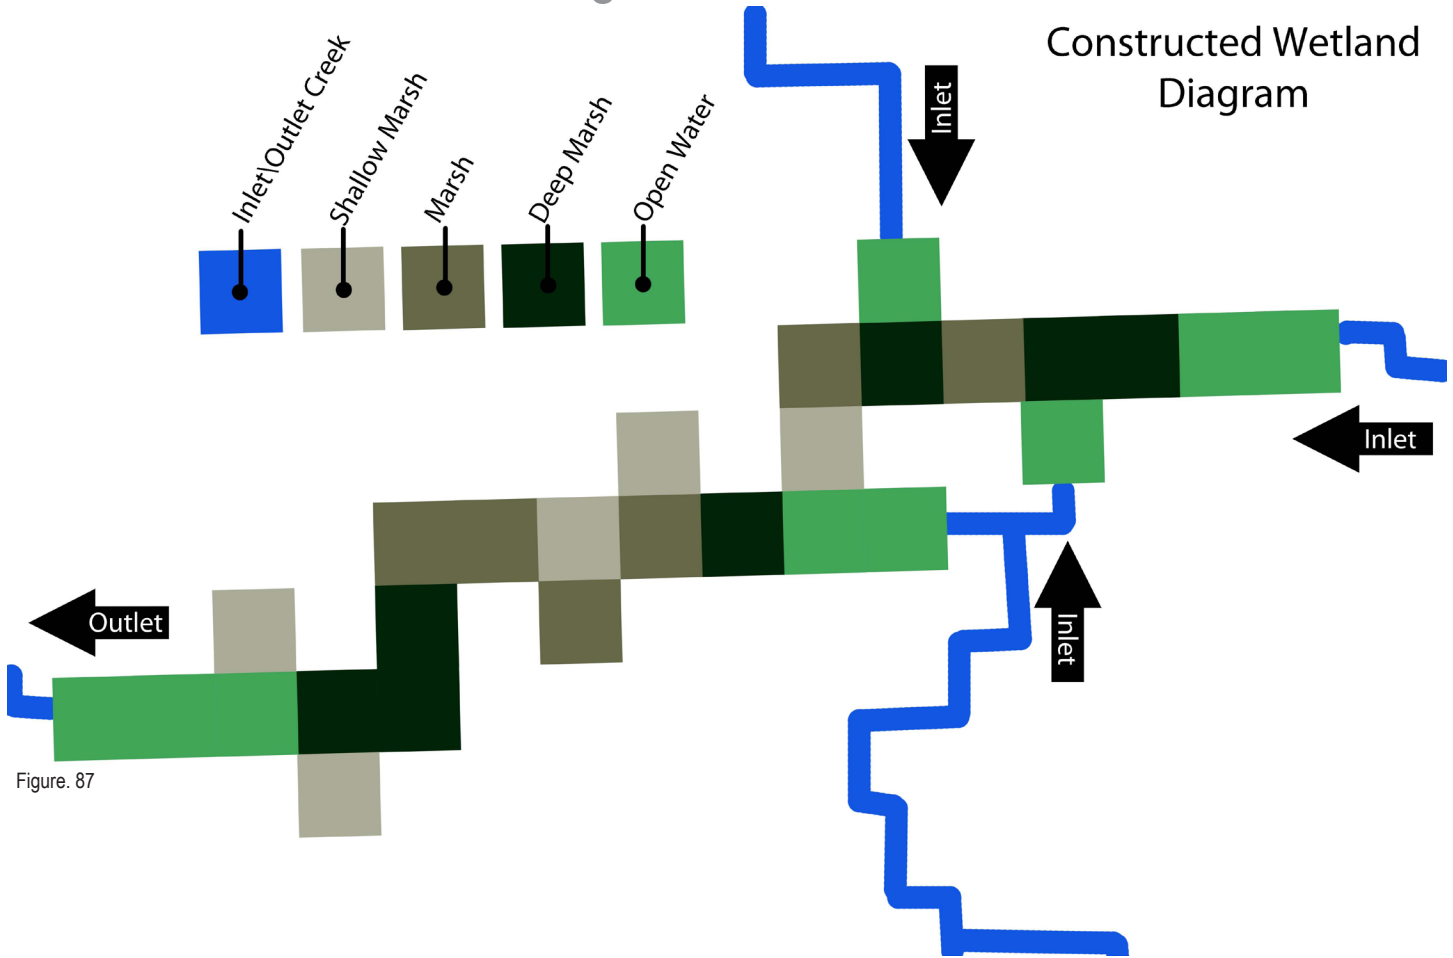 Constructed Wetland
Diagram
Inlet\Outlet Creek
Shallow Marsh
Marsh
Deep Marsh
Open Water
Inlet
Inlet
Inlet
Outlet
Figure. 87